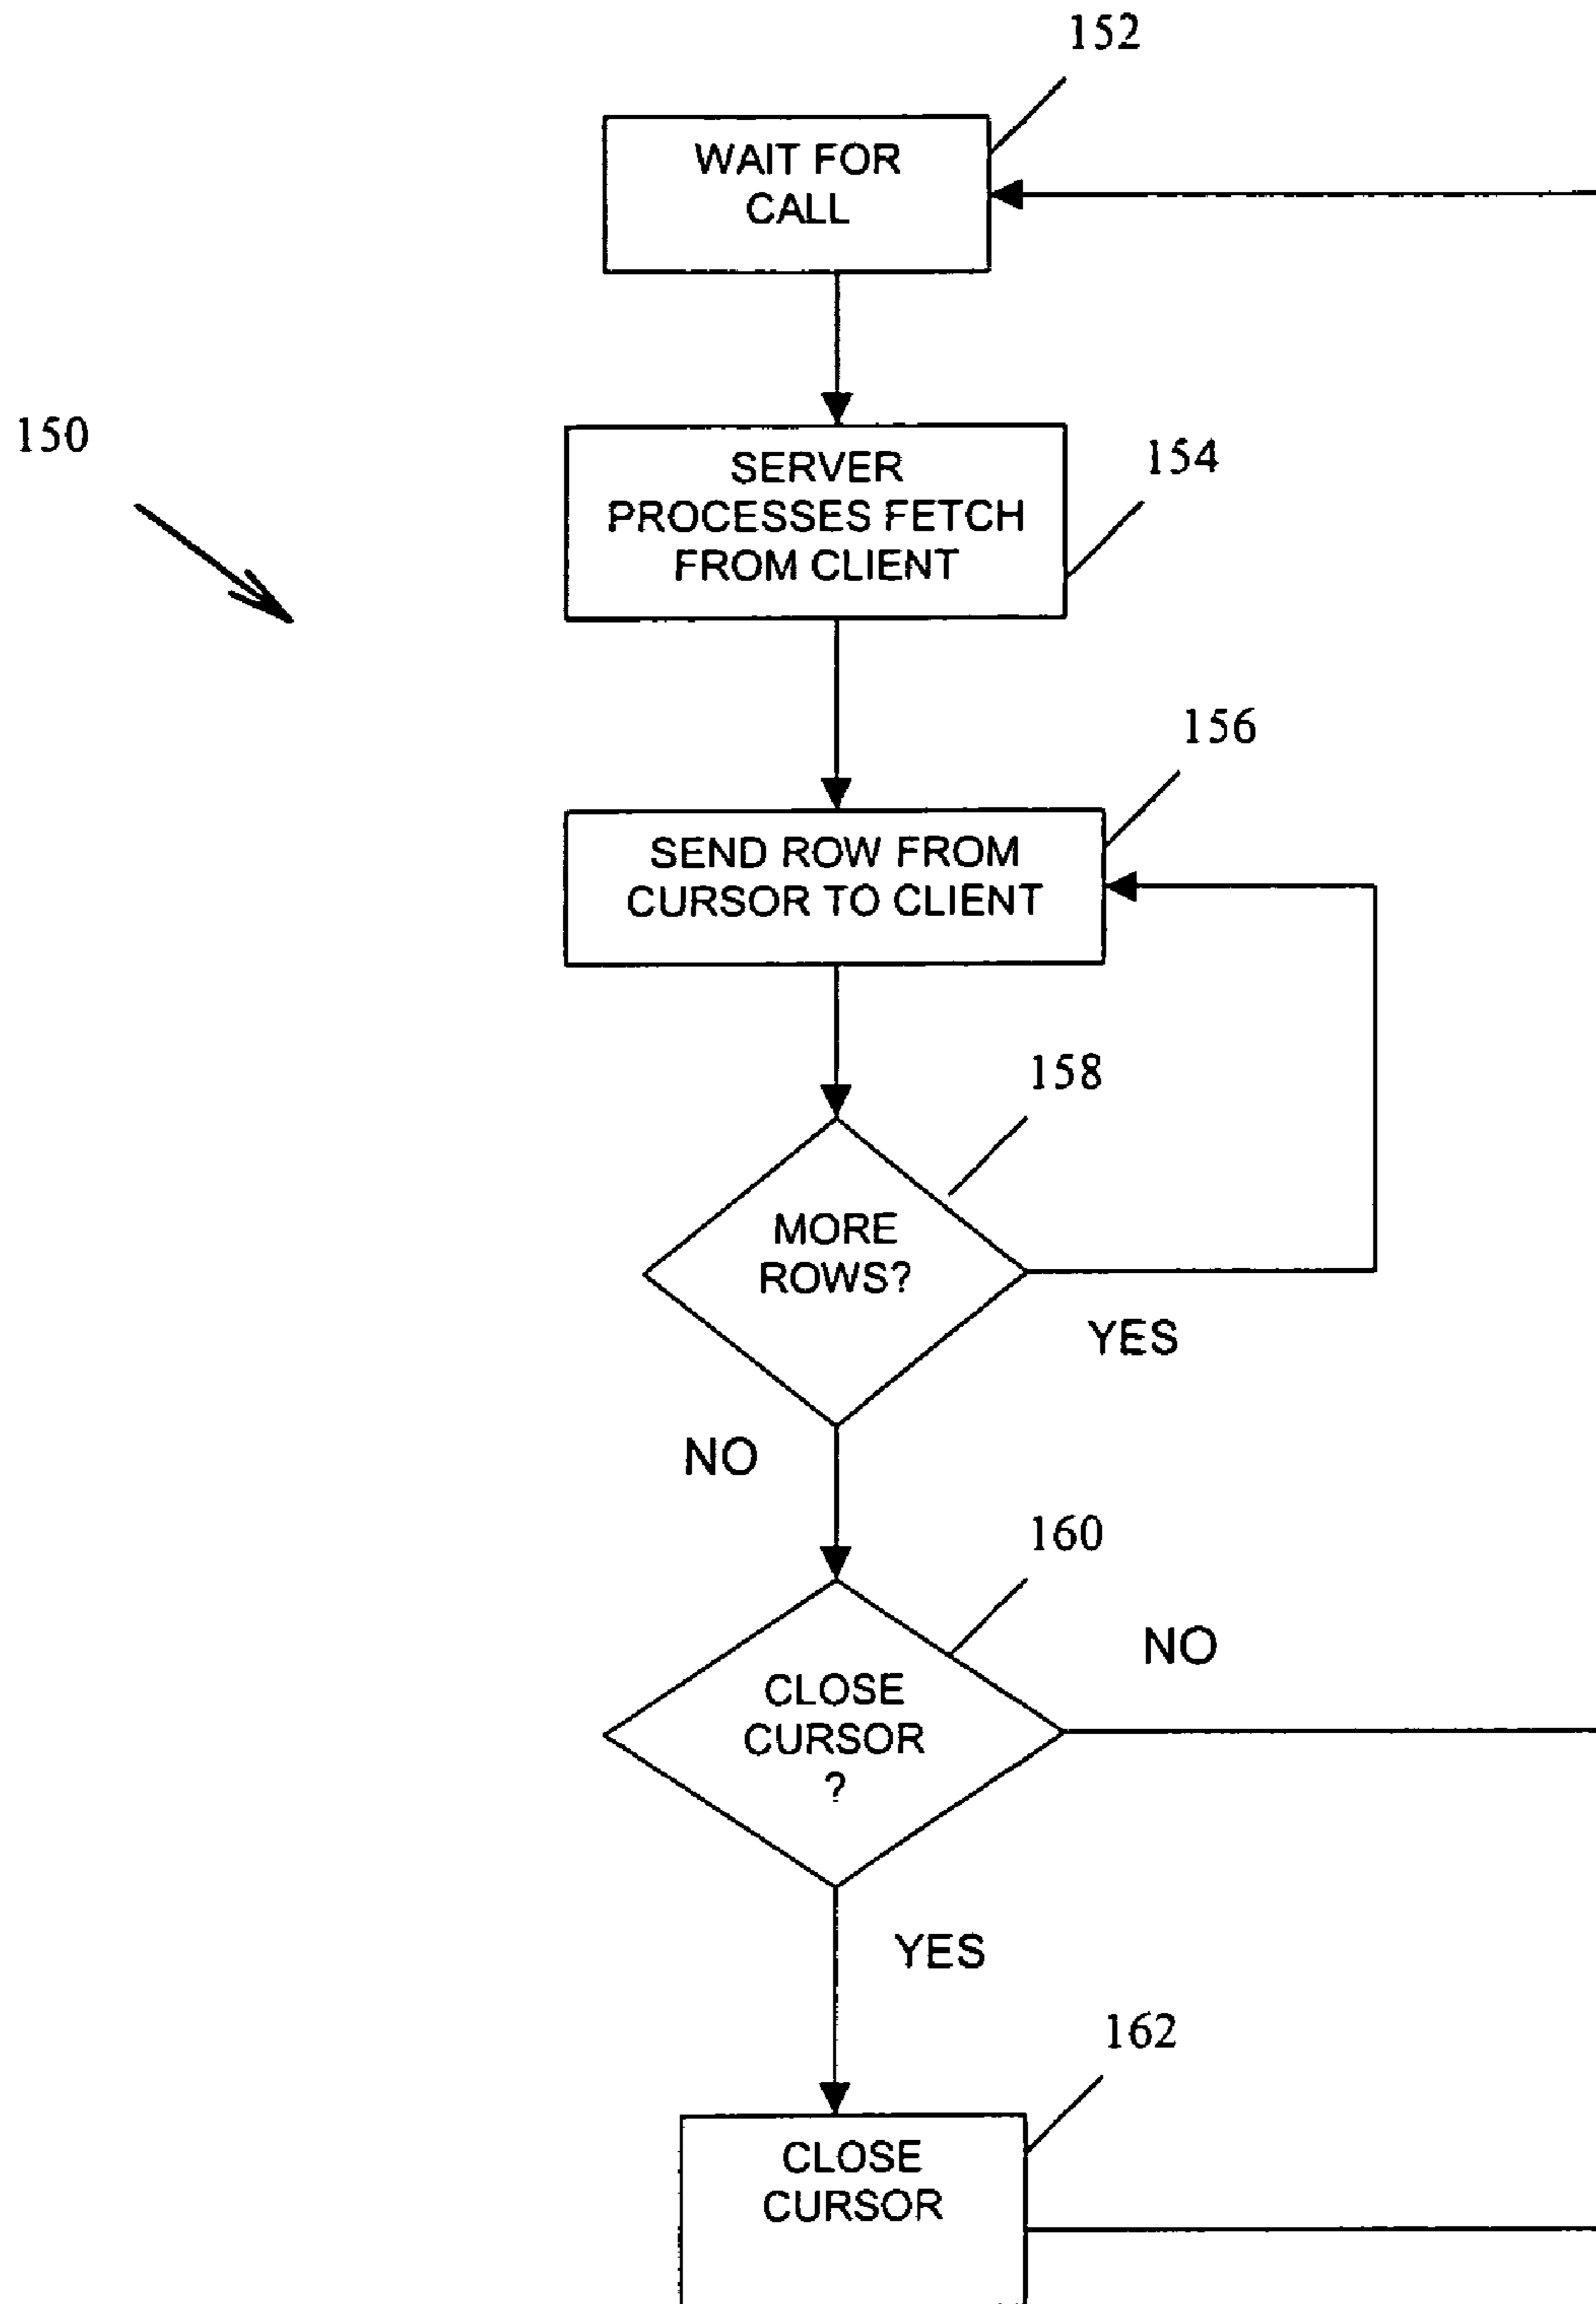 152
WAIT FOR
CALL
150
SERVER
PROCESSES FETCH
FROM CLIENT
154
156
SEND ROW FROM
CURSOR TO CLIENT
158
MORE
ROWS?
YES
NO
160
NO
CLOSE
CURSOR
?
YES
162
CLOSE
CURSOR